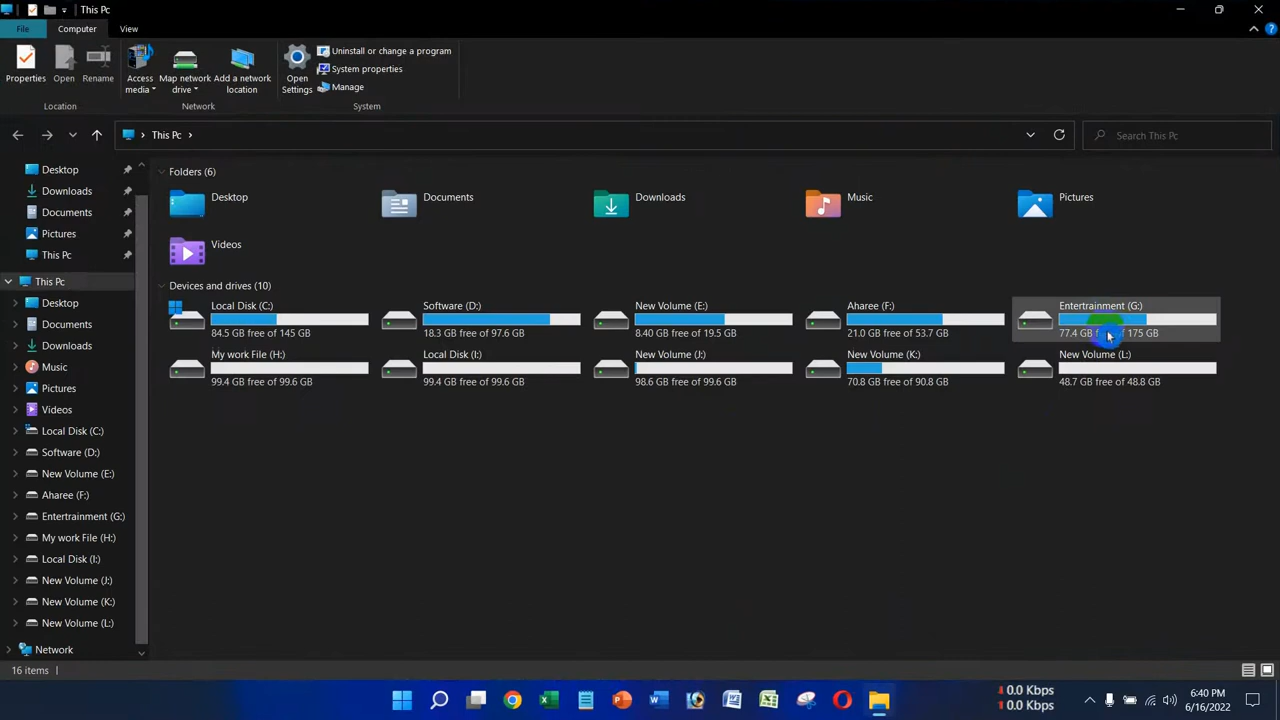 This Pc
File
Computer
View
Properties
Open
Rename
Access media
Map network drive
Add a network location
Open Settings
Uninstall or change a program
System properties
Manage
Location
Network
System
This Pc
Search This Pc
Desktop
Downloads
Documents
Pictures
This Pc
This Pc
Desktop
Documents
Downloads
Music
Pictures
Videos
Local Disk (C:)
Software (D:)
New Volume (E:)
Aharee (F:)
Entertrainment (G:)
My work File (H:)
Local Disk (I:)
New Volume (J:)
New Volume (K:)
New Volume (L:)
Network
Folders (6)
Desktop
Documents
Downloads
Music
Pictures
Videos
Devices and drives (10)
Local Disk (C:)
84.5 GB free of 145 GB
Software (D:)
18.3 GB free of 97.6 GB
New Volume (E:)
8.40 GB free of 19.5 GB
Aharee (F:)
21.0 GB free of 53.7 GB
Entertrainment (G:)
77.4 GB free of 175 GB
My work File (H:)
99.4 GB free of 99.6 GB
Local Disk (I:)
99.4 GB free of 99.6 GB
New Volume (J:)
98.6 GB free of 99.6 GB
New Volume (K:)
70.8 GB free of 90.8 GB
New Volume (L:)
48.7 GB free of 48.8 GB
16 items
0.0 Kbps
0.0 Kbps
6:40 PM
6/16/2022